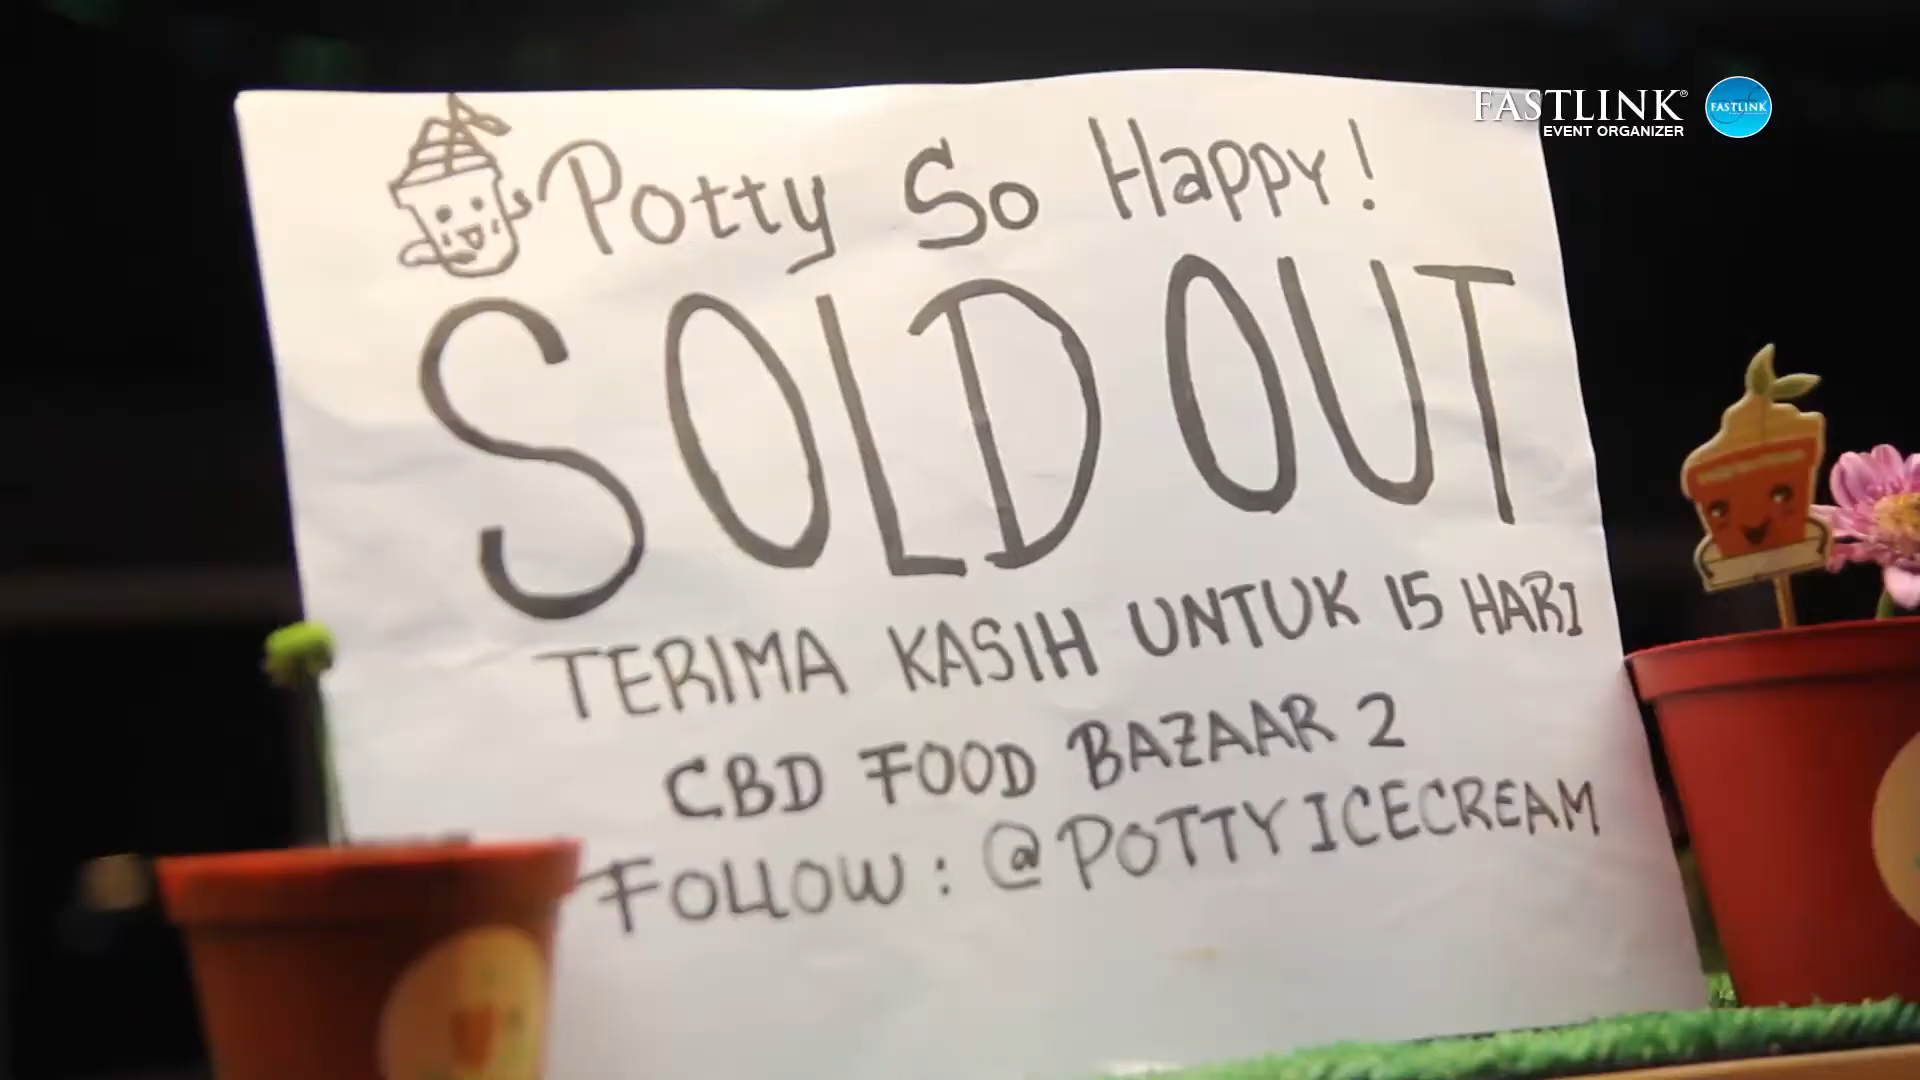 FASTLINK®
EVENT ORGANIZER
FASTLINK
Potty So Happy!
SOLD OUT
TERIMA KASIH UNTUK 15 HARI
CBD FOOD BAZAAR 2
FOLLOW : @POTTYICECREAM